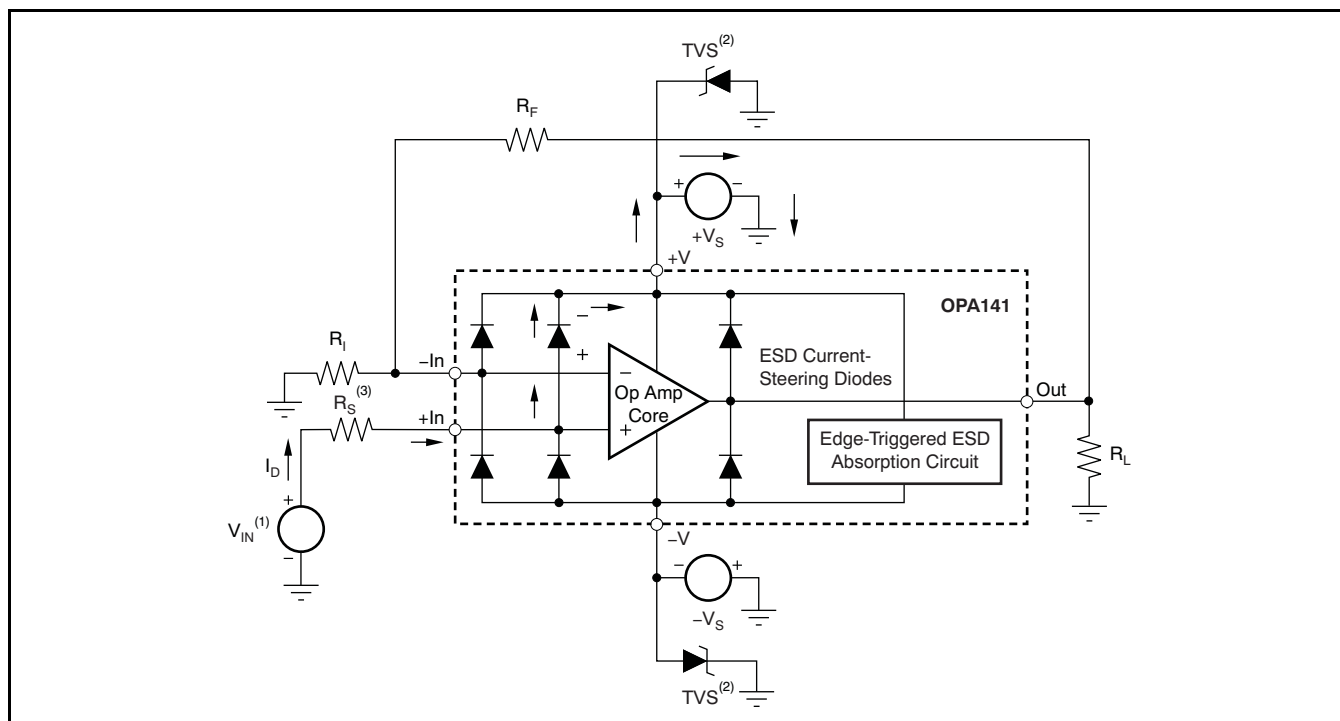 TVS(2)
RF
+ −
+VS
+V
OPA141
−
+
RI
−In
−
ESD Current-
Steering Diodes
Op Amp
Core
Out
RS(3)
+In
+
Edge-Triggered ESD
Absorption Circuit
RL
ID
+
VIN(1)
−
−V
− +
−VS
TVS(2)